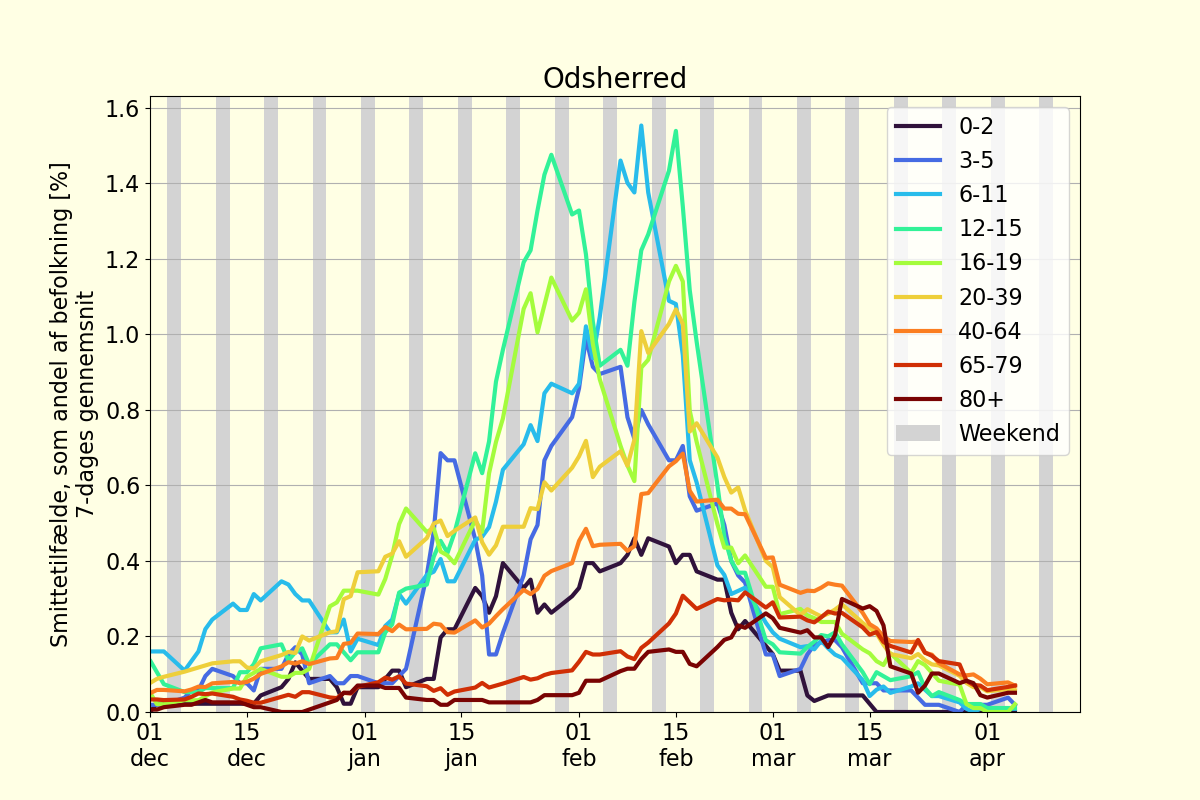 Odsherred
Smittetilfælde, som andel af befolkning [%]
7-dages gennemsnit
1.6
1.4
1.2
1.0
0.8
0.6
0.4
0.2
0.0
01 dec
15 dec
01 jan
15 jan
01 feb
15 feb
01 mar
15 mar
01 apr
0-2
3-5
6-11
12-15
16-19
20-39
40-64
65-79
80+
Weekend